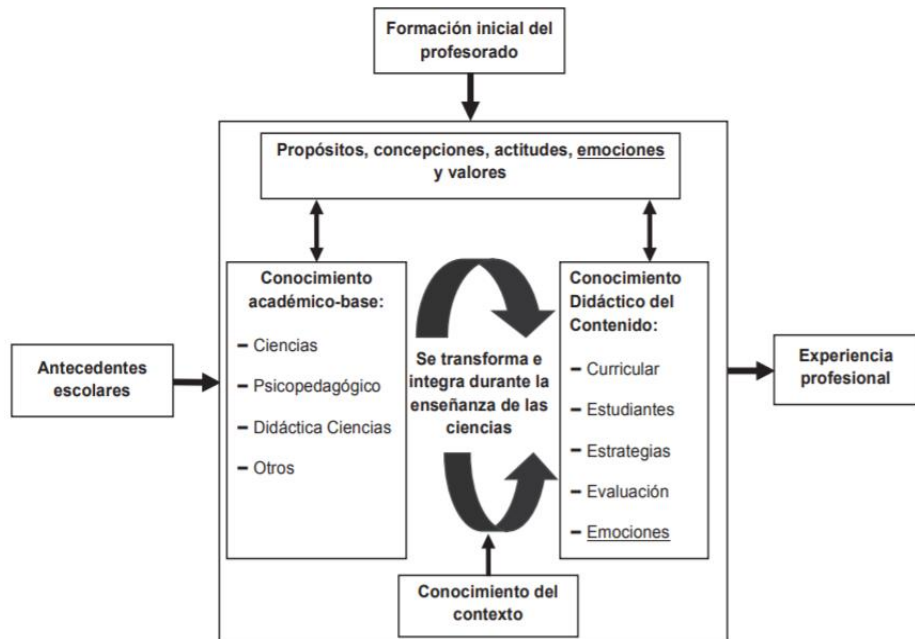 Formación inicial del
profesorado
Propósitos, concepciones, actitudes, emociones
y valores
Conocimiento
académico-base:
– Ciencias
– Psicopedagógico
– Didáctica Ciencias
– Otros
Se transforma e
integra durante la
enseñanza de las
ciencias
Conocimiento
Didáctico del
Contenido:
– Curricular
– Estudiantes
– Estrategias
– Evaluación
– Emociones
Antecedentes
escolares
Experiencia
profesional
Conocimiento del
contexto